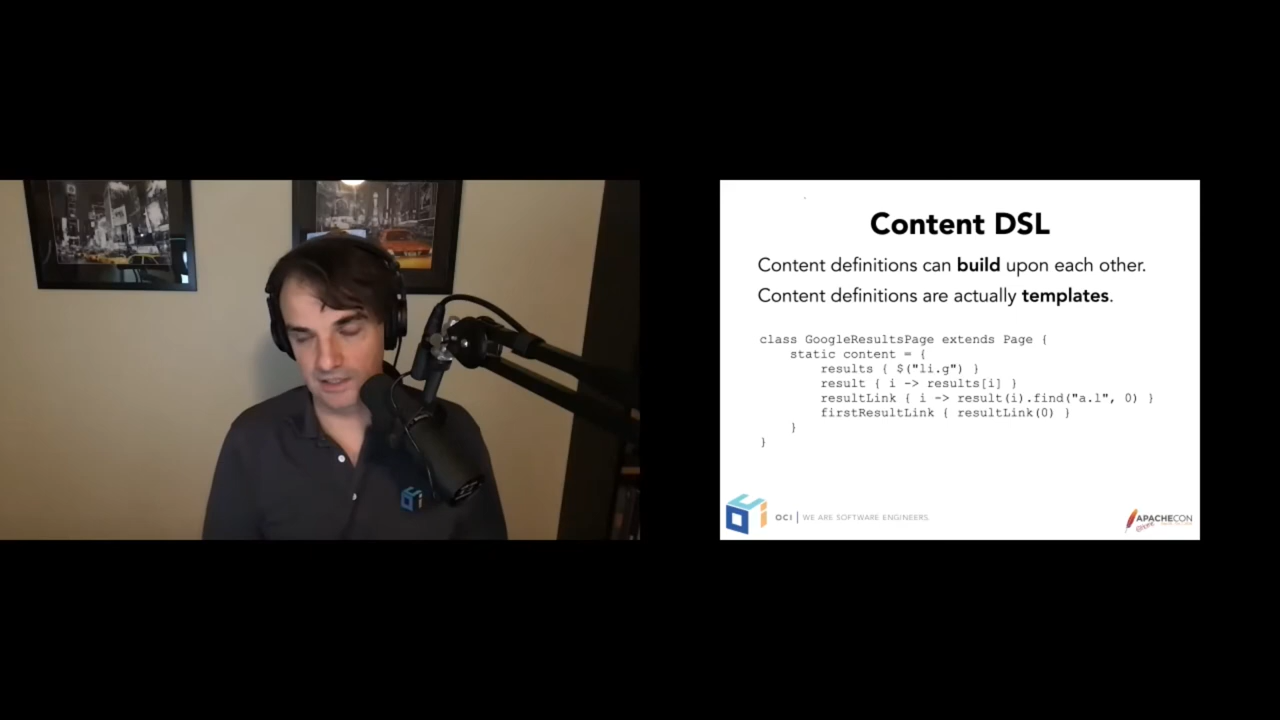 Content DSL
Content definitions can build upon each other.
Content definitions are actually templates.
class GoogleResultsPage extends Page {
static content = {
results { $("li.g") }
result { i -> results[i] }
resultLink { i -> result(i).find("a.l", 0) }
firstResultLink { resultLink(0) }
}
}
OCI | WE ARE SOFTWARE ENGINEERS.
APACHECON